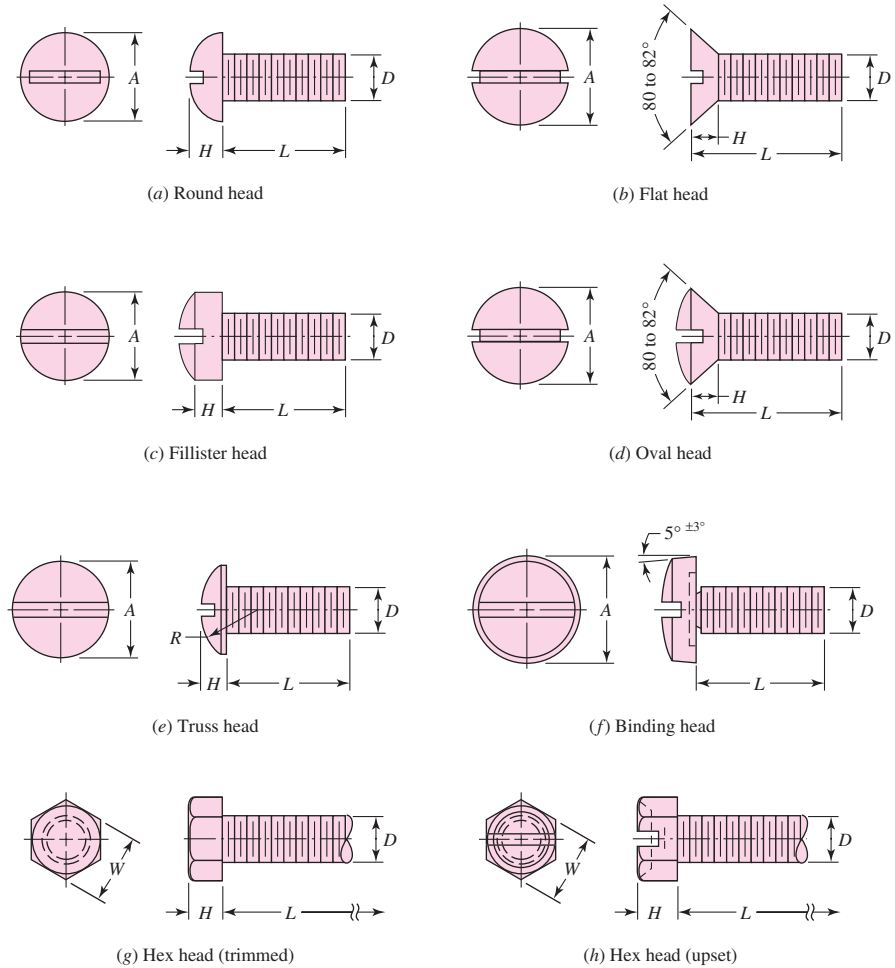 A
H
L
D
(a) Round head
A
80 to 82°
H
L
D
(b) Flat head
A
H
L
D
(c) Fillister head
A
80 to 82°
H
L
D
(d) Oval head
A
R
H
L
D
(e) Truss head
A
5° ±3°
L
D
(f) Binding head
W
H
L
D
(g) Hex head (trimmed)
W
H
L
D
(h) Hex head (upset)